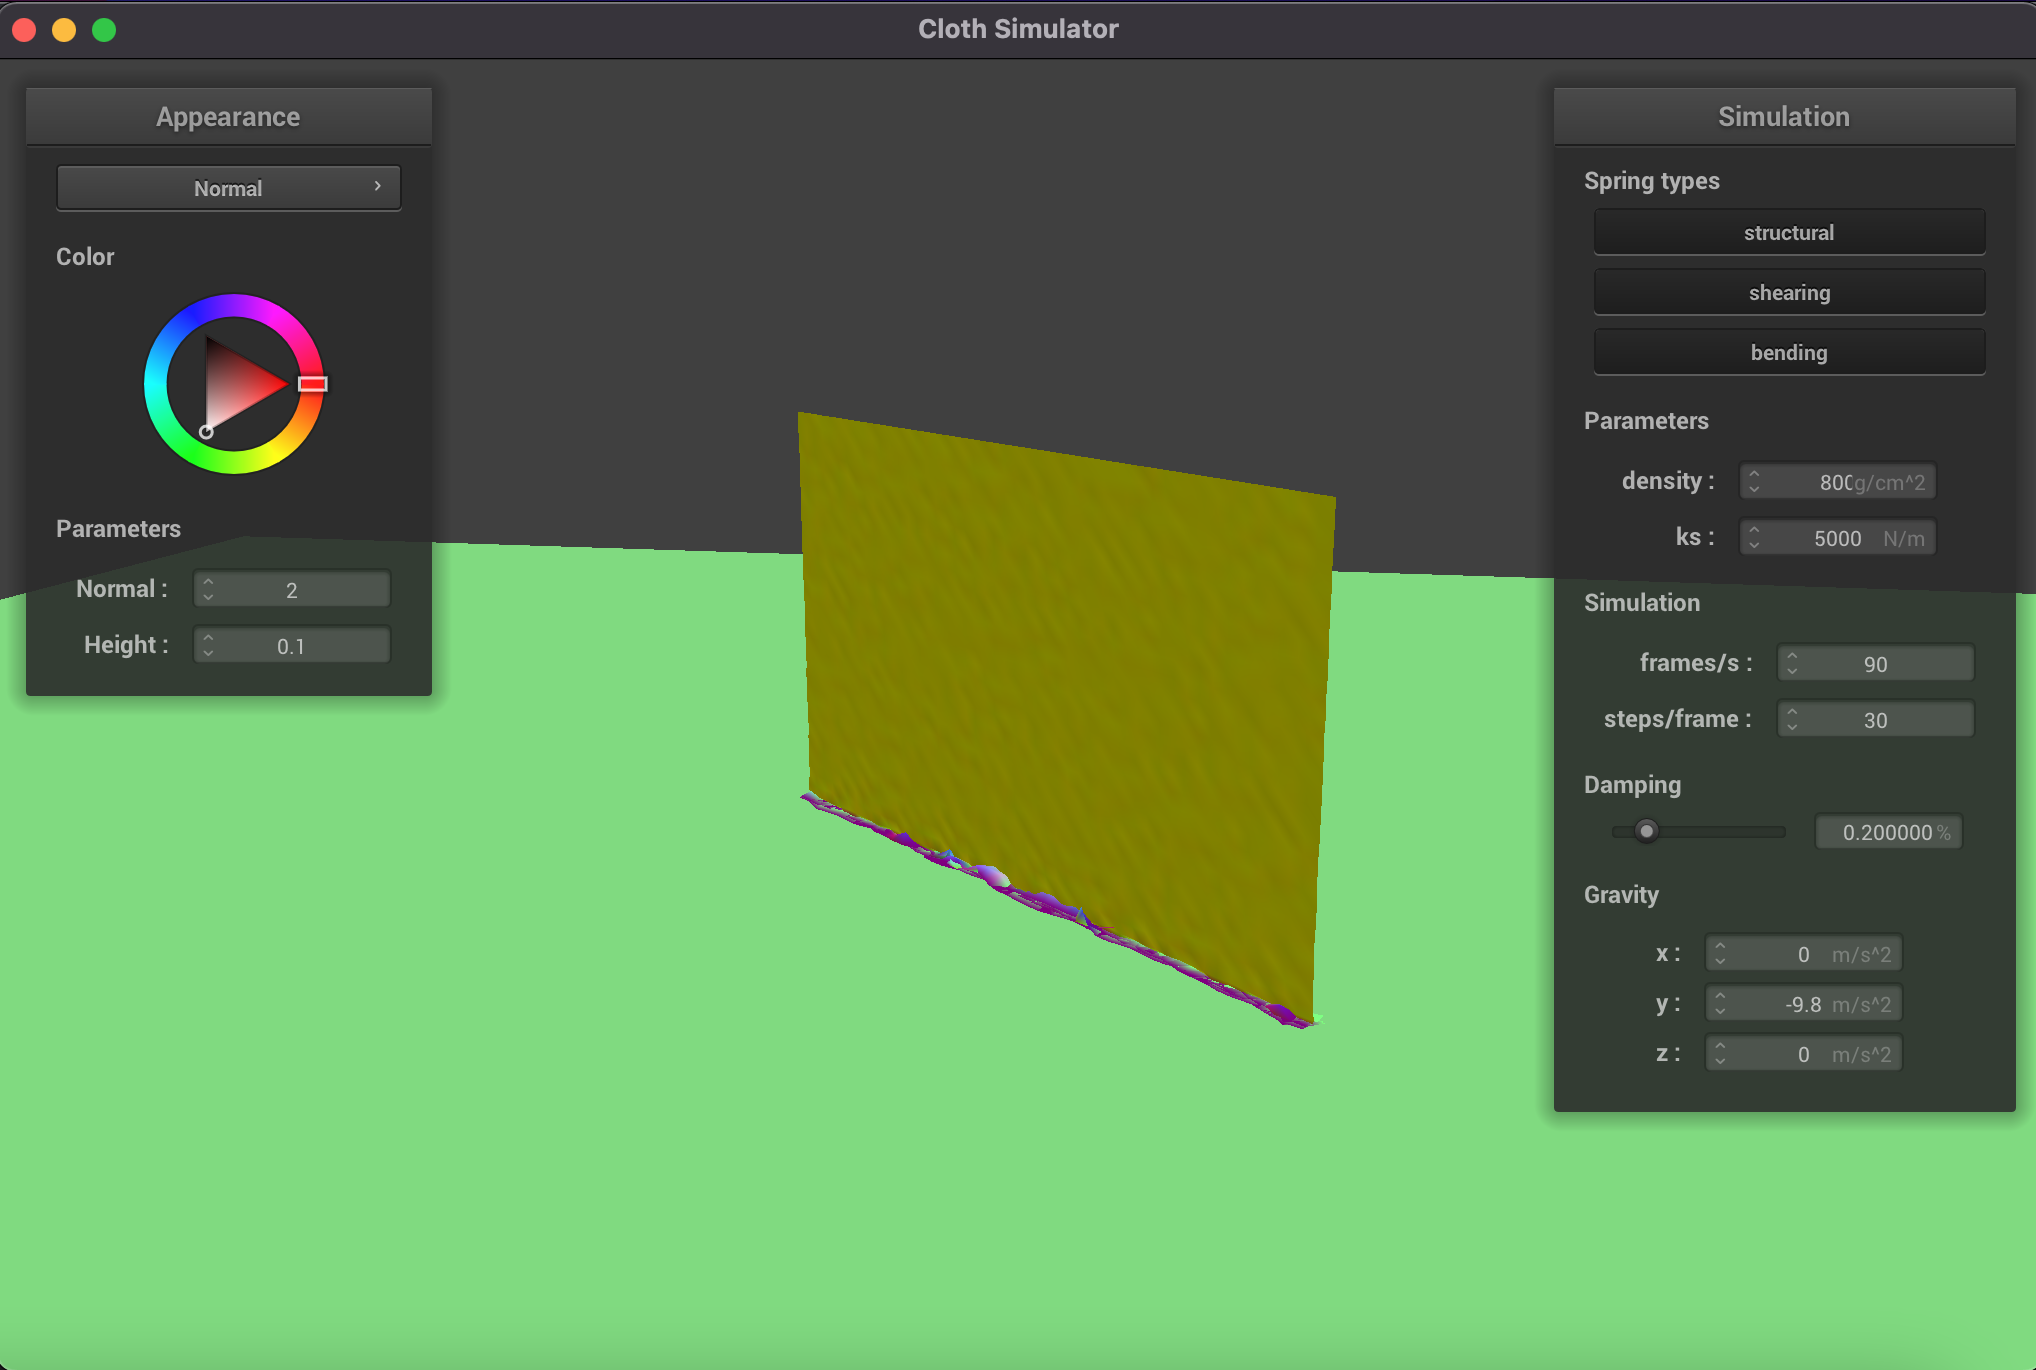 Cloth Simulator
Appearance
Normal
Color
Parameters
Normal : 2
Height : 0.1
Simulation
Spring types
structural
shearing
bending
Parameters
density : 800 g/cm^2
ks : 5000 N/m
Simulation
frames/s : 90
steps/frame : 30
Damping
0.200000 %
Gravity
x : 0 m/s^2
y : -9.8 m/s^2
z : 0 m/s^2